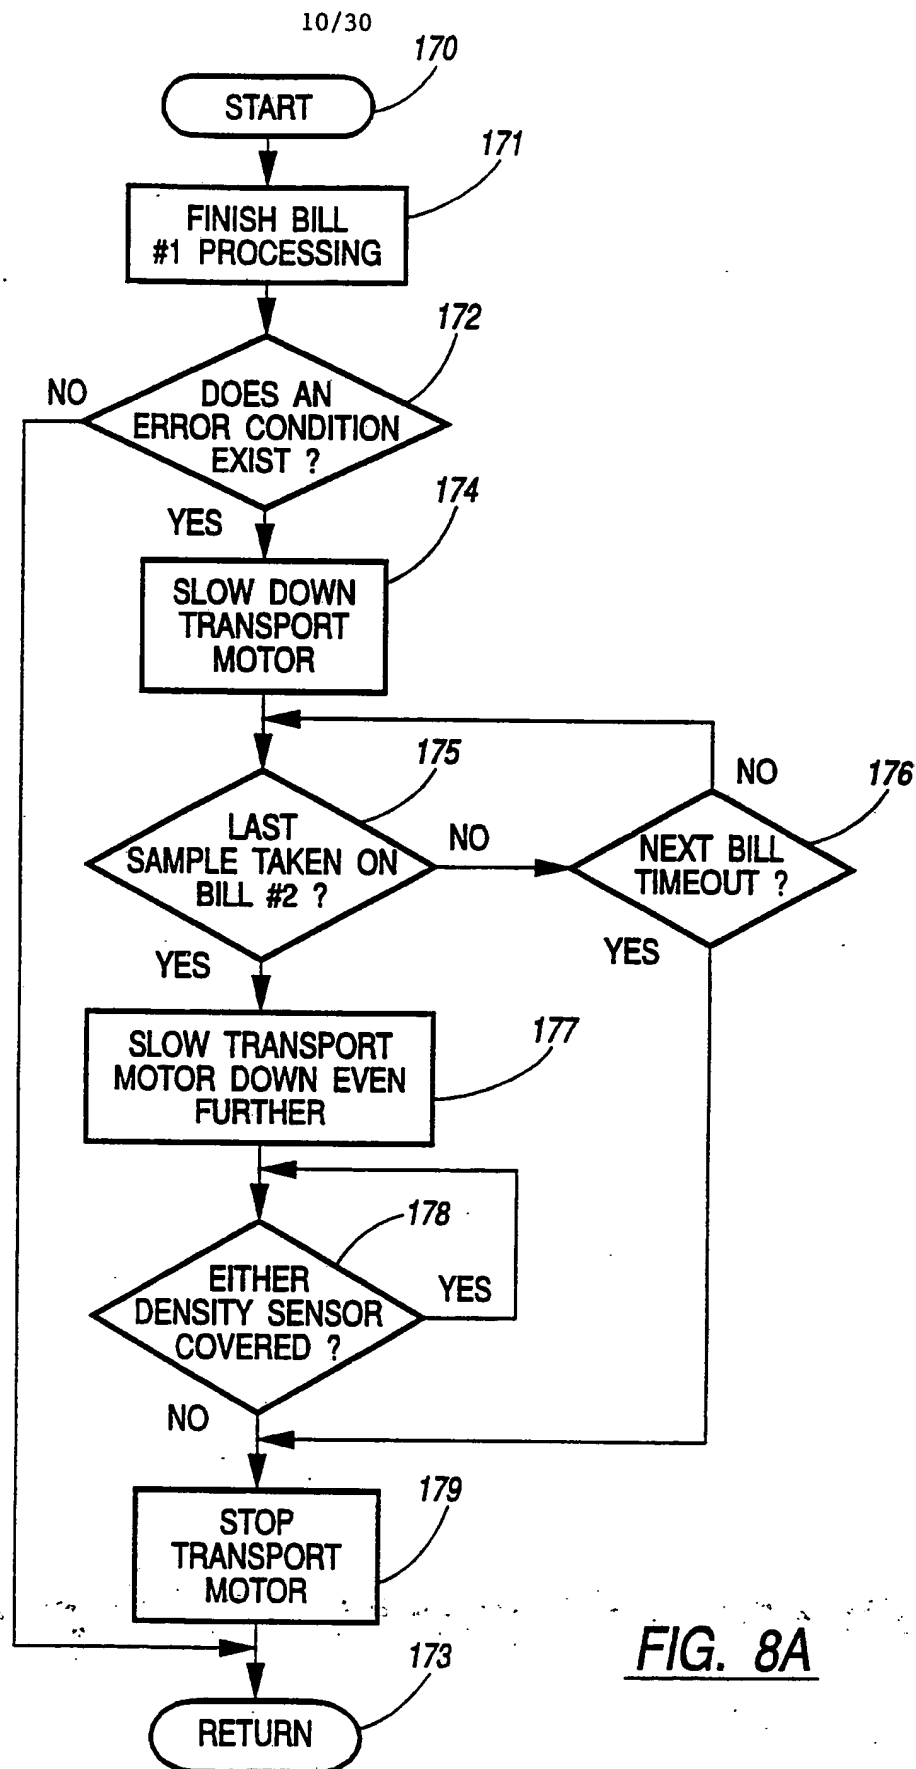 10/30
170
START
171
FINISH BILL
#1 PROCESSING
172
NO
DOES AN
ERROR CONDITION
EXIST ?
174
YES
SLOW DOWN
TRANSPORT
MOTOR
175
NO
176
LAST
SAMPLE TAKEN ON
BILL #2 ?
NO
NEXT BILL
TIMEOUT ?
YES
YES
177
SLOW TRANSPORT
MOTOR DOWN EVEN
FURTHER
178
EITHER
DENSITY SENSOR
COVERED ?
YES
NO
179
STOP
TRANSPORT
MOTOR
173
RETURN
FIG. 8A